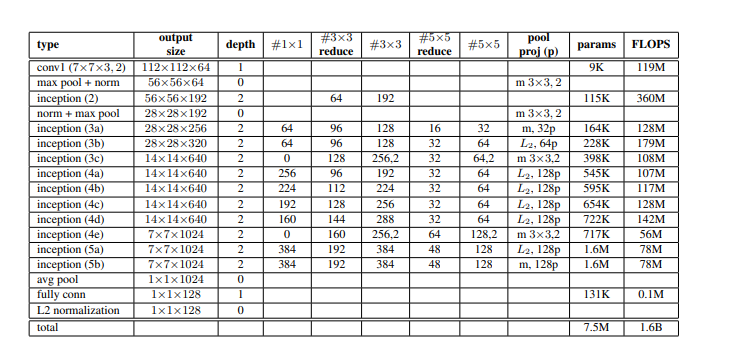 type output size depth #1×1 #3×3 reduce #3×3 #5×5 reduce #5×5 pool proj (p) params FLOPS
conv1 (7×7×3, 2) 112×112×64 1 9K 119M
max pool + norm 56×56×64 0 m 3×3, 2
inception (2) 56×56×192 2 64 192 115K 360M
norm + max pool 28×28×192 0 m 3×3, 2
inception (3a) 28×28×256 2 64 96 128 16 32 m, 32p 164K 128M
inception (3b) 28×28×320 2 64 96 128 32 64 L2, 64p 228K 179M
inception (3c) 14×14×640 2 0 128 256,2 32 64,2 m 3×3,2 398K 108M
inception (4a) 14×14×640 2 256 96 192 32 64 L2, 128p 545K 107M
inception (4b) 14×14×640 2 224 112 224 32 64 L2, 128p 595K 117M
inception (4c) 14×14×640 2 192 128 256 32 64 L2, 128p 654K 128M
inception (4d) 14×14×640 2 160 144 288 32 64 L2, 128p 722K 142M
inception (4e) 7×7×1024 2 0 160 256,2 64 128,2 m 3×3,2 717K 56M
inception (5a) 7×7×1024 2 384 192 384 48 128 L2, 128p 1.6M 78M
inception (5b) 7×7×1024 2 384 192 384 48 128 m, 128p 1.6M 78M
avg pool 1×1×1024 0
fully conn 1×1×128 1 131K 0.1M
L2 normalization 1×1×128 0
total 7.5M 1.6B